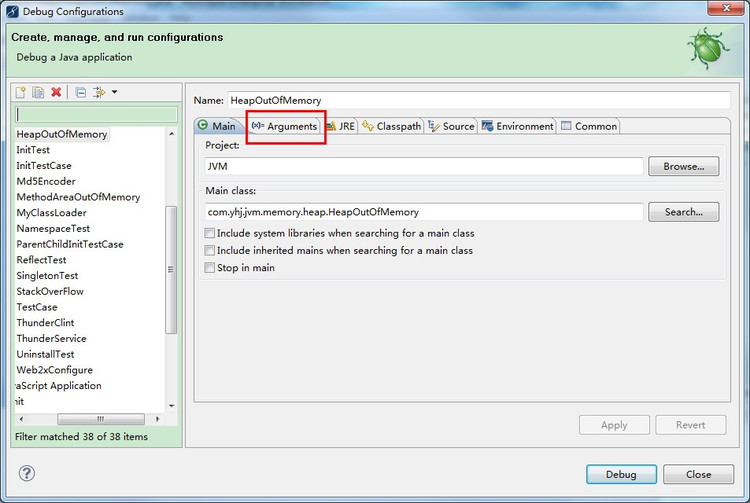 Debug Configurations
Create, manage, and run configurations
Debug a Java application
Name: HeapOutOfMemory
Main (x)= Arguments JRE Classpath Source Environment Common
HeapOutOfMemory
InitTest
InitTestCase
Md5Encoder
MethodAreaOutOfMemory
MyClassLoader
NamespaceTest
ParentChildInitTestCase
ReflectTest
SingletonTest
StackOverFlow
TestCase
ThunderClint
ThunderService
UninstallTest
Web2xConfigure
aScript Application
nit
Filter matched 38 of 38 items
Project:
JVM
Browse...
Main class:
com.yhj.jvm.memory.heap.HeapOutOfMemory
Search...
Include system libraries when searching for a main class
Include inherited mains when searching for a main class
Stop in main
Apply
Revert
?
Debug
Close